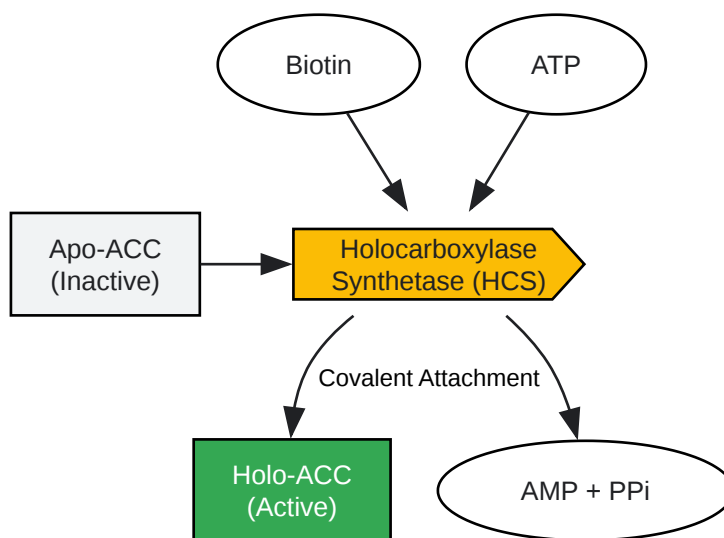 Biotin
ATP
Apo-ACC
(Inactive)
Holocarboxylase
Synthetase (HCS)
Covalent Attachment
Holo-ACC
(Active)
AMP + PPi